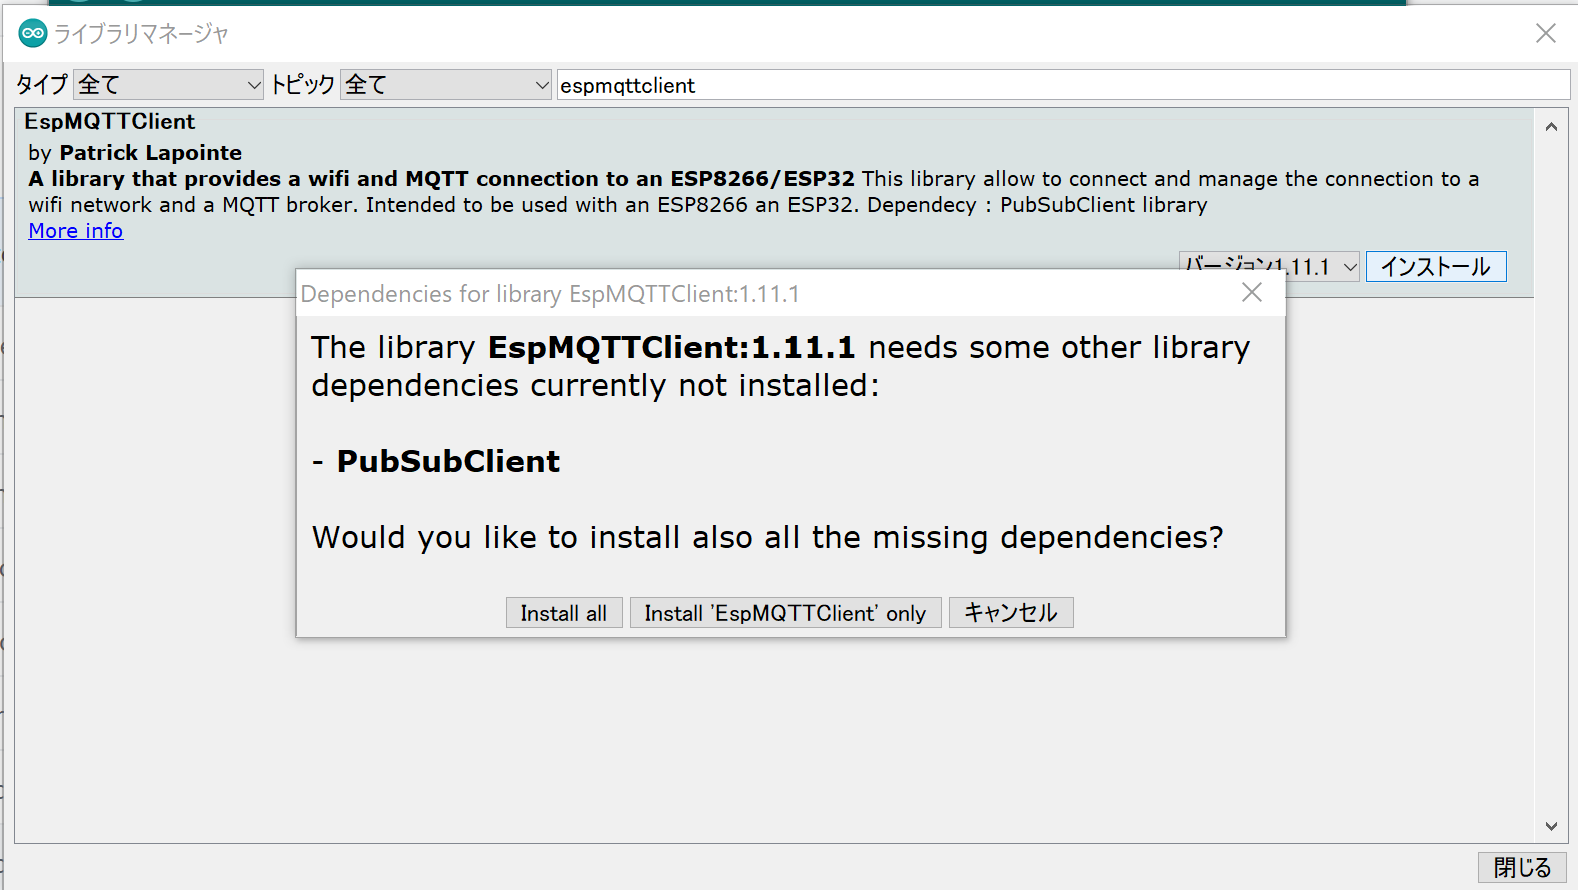 ライブラリマネージャ
タイプ 全て トピック 全て espmqttclient
EspMQTTClient
by Patrick Lapointe
A library that provides a wifi and MQTT connection to an ESP8266/ESP32 This library allow to connect and manage the connection to a
wifi network and a MQTT broker. Intended to be used with an ESP8266 an ESP32. Dependecy : PubSubClient library
More info
バージョン1.11.1 インストール
Dependencies for library EspMQTTClient:1.11.1
The library EspMQTTClient:1.11.1 needs some other library
dependencies currently not installed:
- PubSubClient
Would you like to install also all the missing dependencies?
Install all Install 'EspMQTTClient' only キャンセル
閉じる